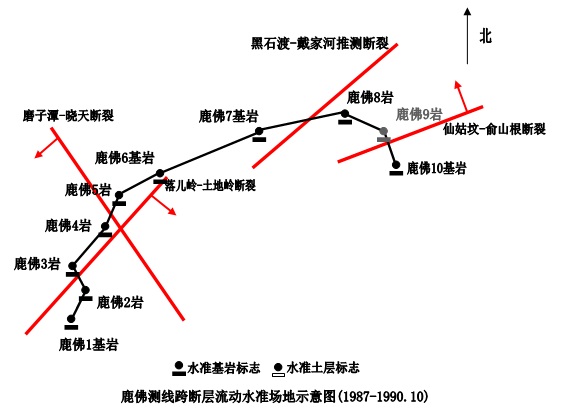 黑石渡-戴家河推测断裂
北
鹿佛8岩
磨子潭-晓天断裂
鹿佛7基岩
鹿佛9岩
仙姑坟-俞山根断裂
鹿佛6基岩
鹿佛10基岩
鹿佛5岩
落儿岭-土地岭断裂
鹿佛4岩
鹿佛3岩
鹿佛2岩
鹿佛1基岩
水准基岩标志
水准土层标志
鹿佛测线跨断层流动水准场地示意图(1987-1990.10)